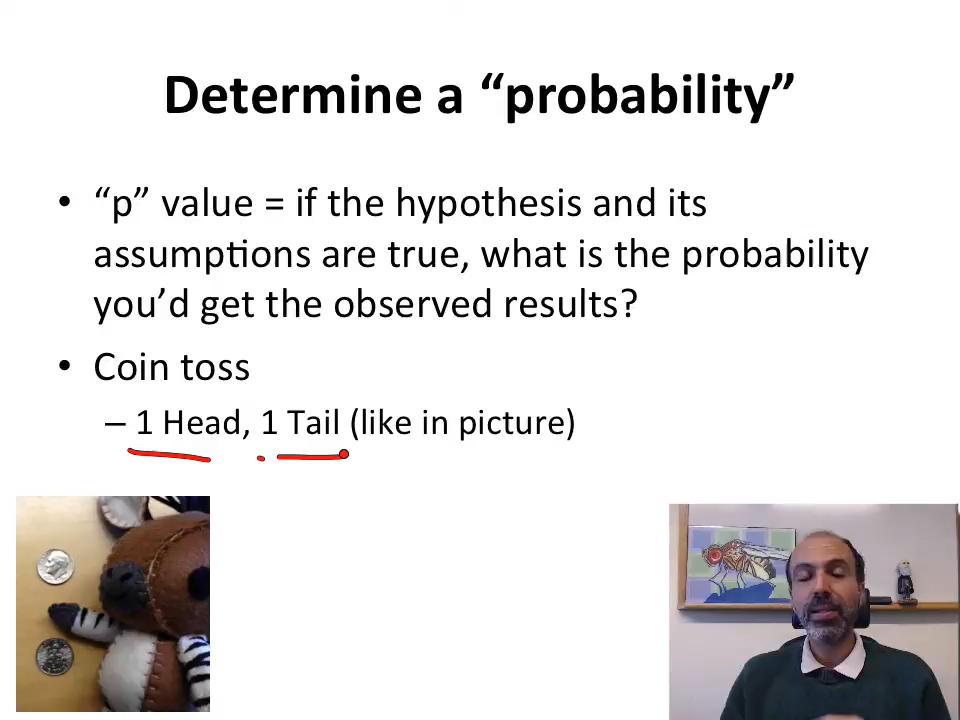 Determine a “probability”
• “p” value = if the hypothesis and its
assumptions are true, what is the probability
you’d get the observed results?
• Coin toss
– 1 Head, 1 Tail (like in picture)